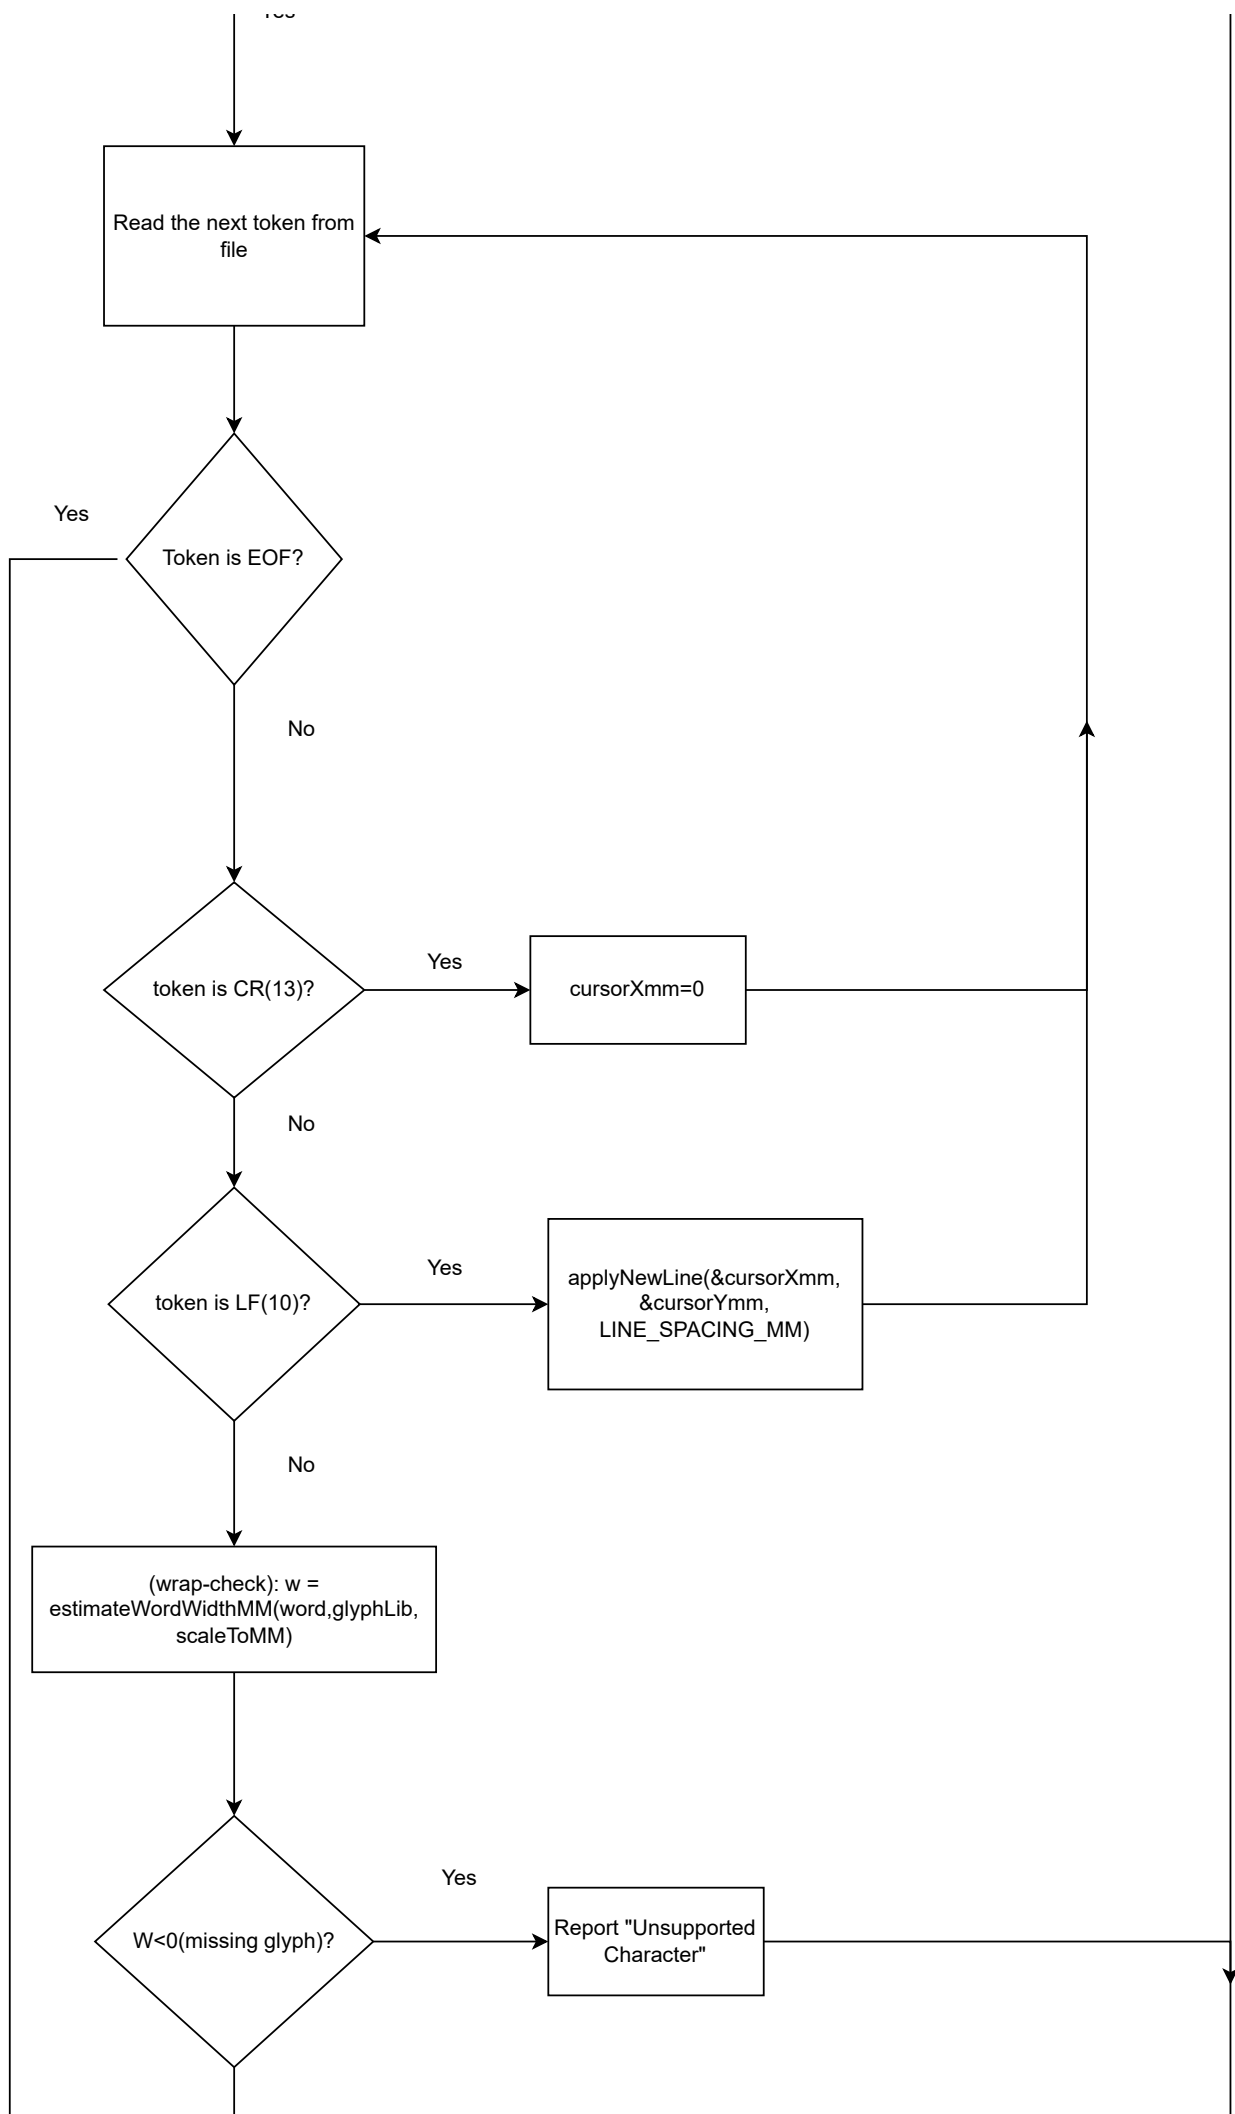 Yes
Read the next token from
file
Yes
Token is EOF?
No
token is CR(13)?
Yes
cursorXmm=0
No
token is LF(10)?
Yes
applyNewLine(&cursorXmm,
&cursorYmm,
LINE_SPACING_MM)
No
(wrap-check): w =
estimateWordWidthMM(word,glyphLib,
scaleToMM)
Yes
W<0(missing glyph)?
Report "Unsupported
Character"